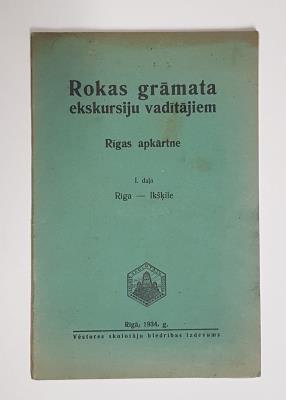 Rokas grāmata
ekskursiju vadītājiem
Rīgas apkārtne
I. daļa
Rīga — Ikšķile
Rīgā, 1934. g.
Vēstures skolotāju biedrības izdevums